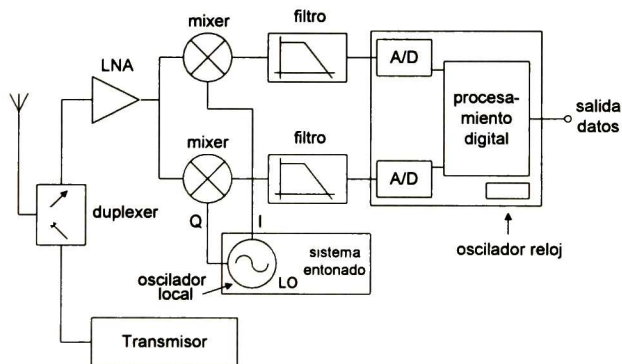 mixer
filtro
LNA
A/D
procesa-
miento
digital
salida
datos
mixer
filtro
A/D
duplexer
Q
I
oscilador reloj
sistema
entonado
oscilador
local
LO
Transmisor